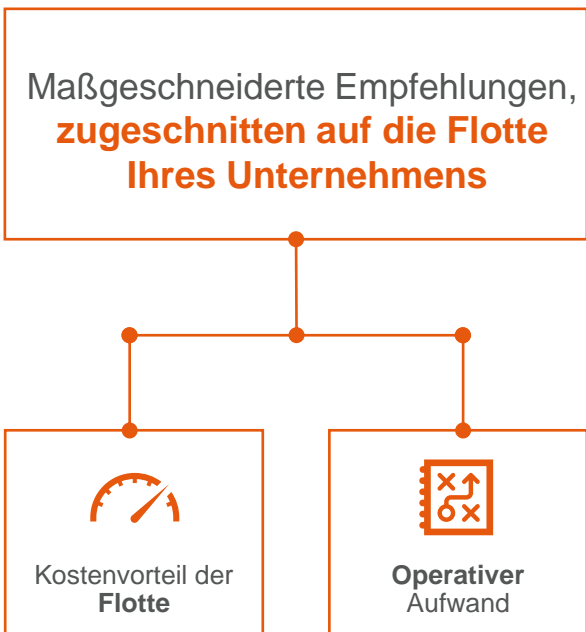 Maßgeschneiderte Empfehlungen,
zugeschnitten auf die Flotte
Ihres Unternehmens
Kostenvorteil der
Flotte
Operativer
Aufwand